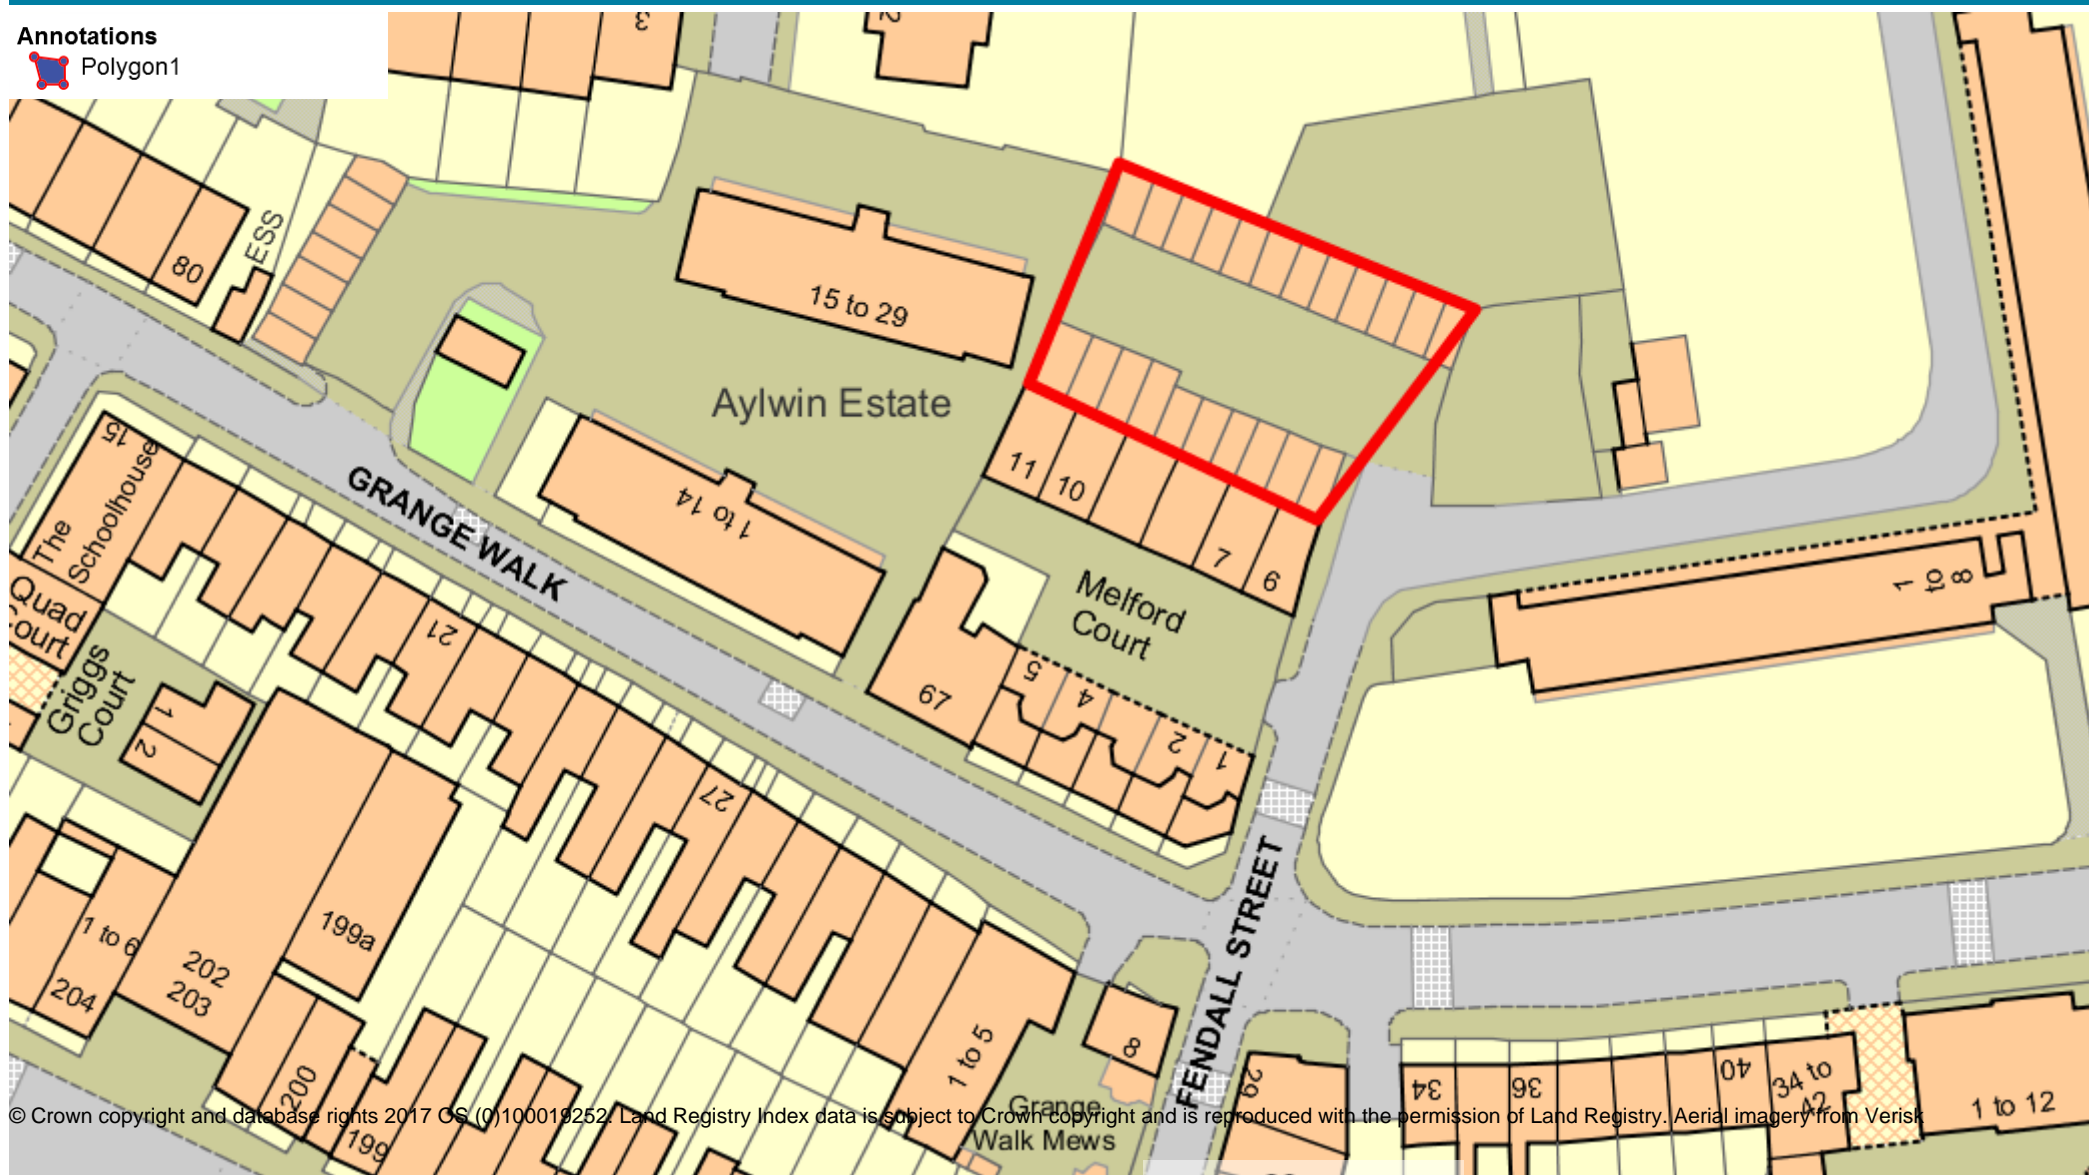 Annotations
Polygon1
3
2
80
ESS
15 to 29
Aylwin Estate
1 to 14
11
10
7
6
Melford
Court
GRANGE WALK
15
The
Schoolhouse
Quad
Court
Griggs
Court
1
2
21
27
67
5
4
2
1
1
to
8
199a
202
203
1 to 6
204
200
199
1 to 5
8
FENDALL STREET
29
34
36
40
34 to
42
1 to 12
Grange
Walk Mews
© Crown copyright and database rights 2017 OS (0)100019252. Land Registry Index data is subject to Crown copyright and is reproduced with the permission of Land Registry. Aerial imagery from Verisk